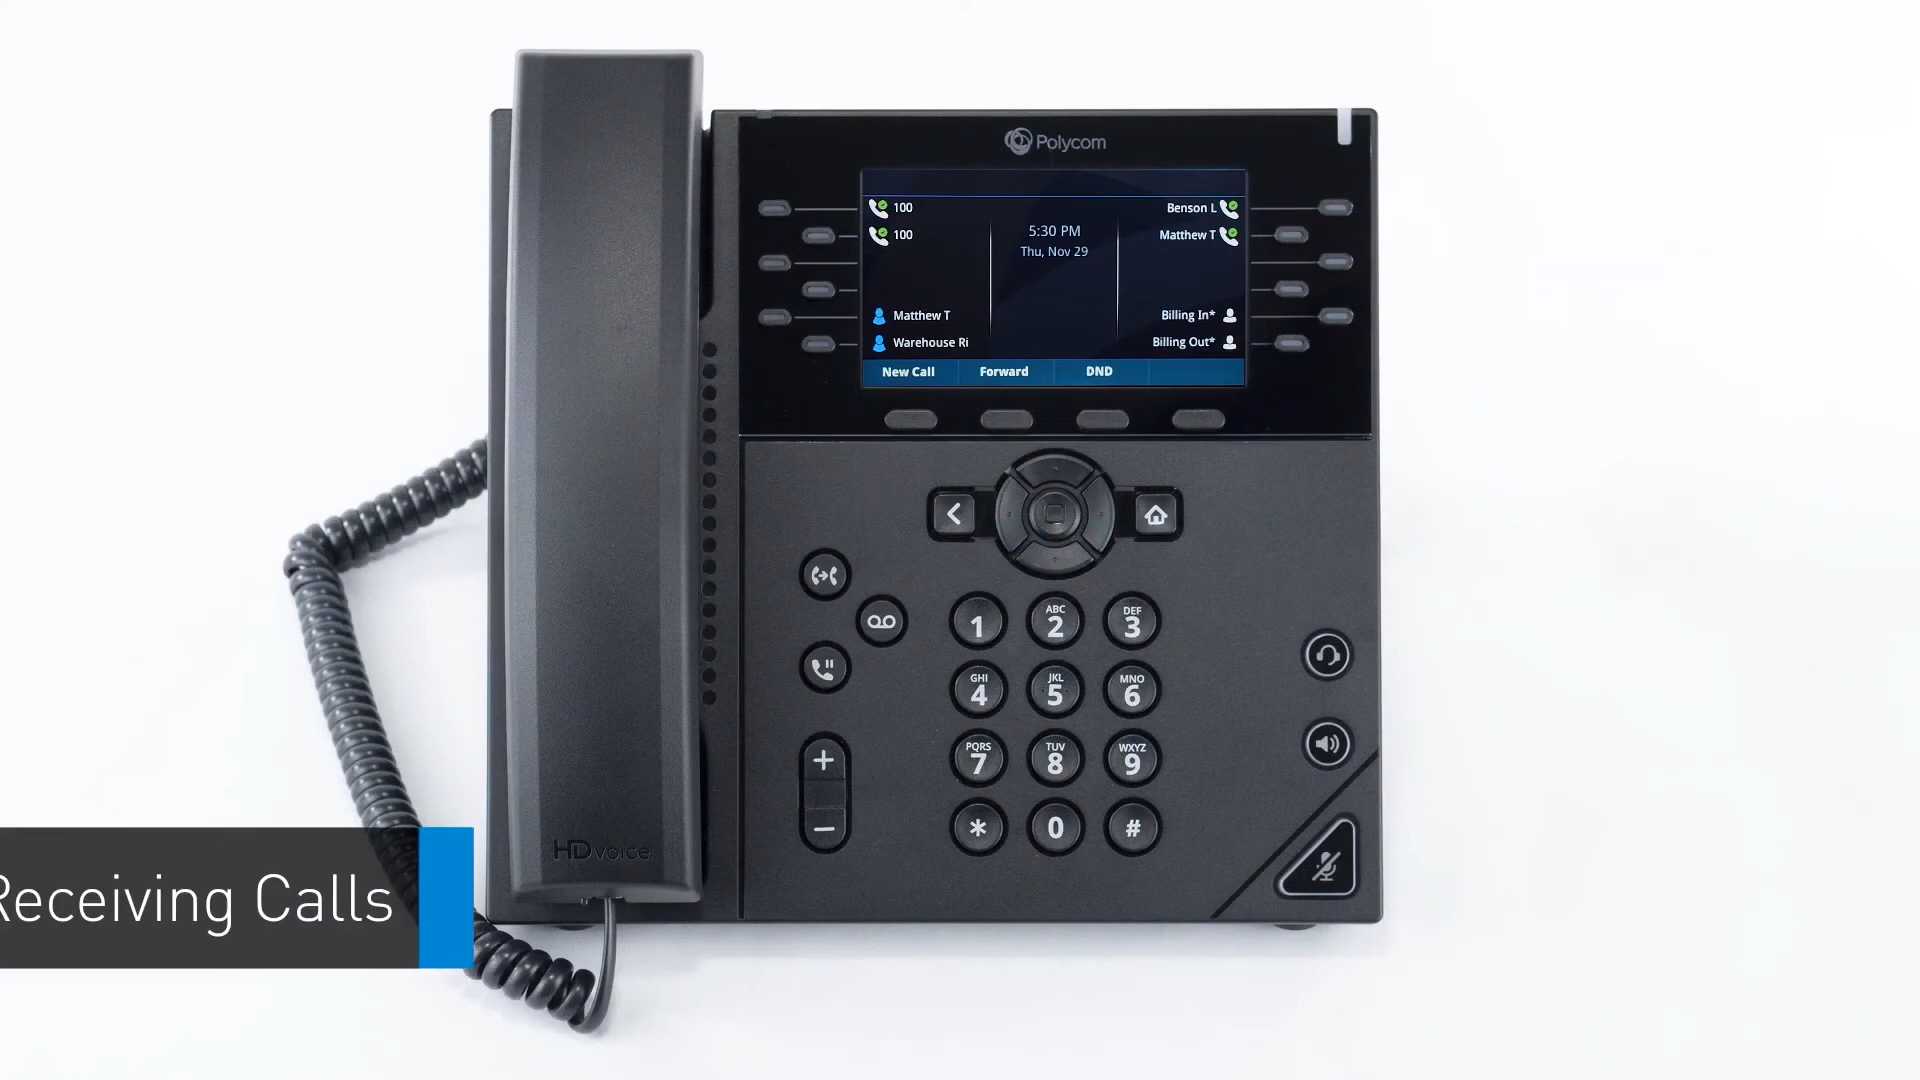 Polycom
100
Benson L
100
Matthew T
5:30 PM
Thu, Nov 29
Matthew T
Billing In*
Warehouse Ri
Billing Out*
New Call Forward DND
1 ABC 2 DEF 3
GHI 4 JKL 5 MNO 6
PQRS 7 TUV 8 WXYZ 9
* 0 #
+
−
HDvoice
Receiving Calls